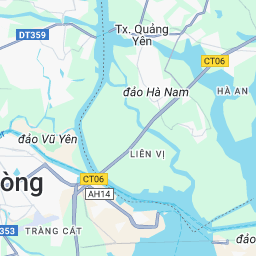 DT359
Tx. Quảng
Yên
CT06
đảo Hà Nam
HÀ AN
đảo Vũ Yên
LIÊN VỊ
òng
CT06
AH14
353
TRÀNG CÁT
đảo